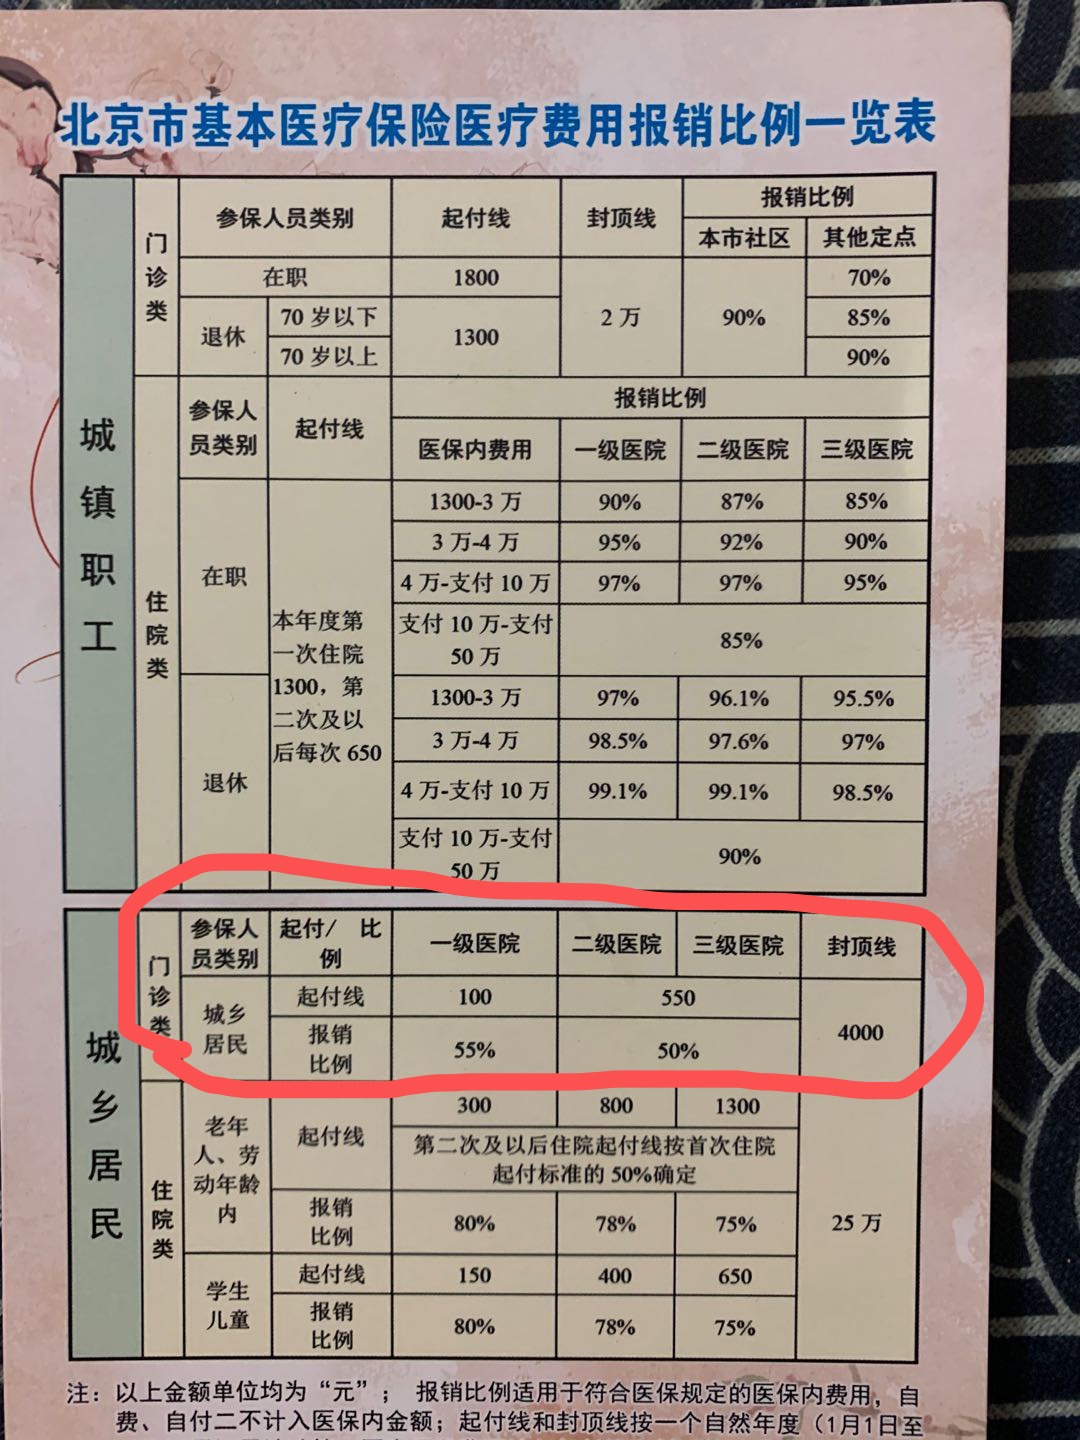 北京市基本医疗保险医疗费用报销比例一览表
城镇职工
门诊类
参保人员类别 起付线 封顶线 报销比例
本市社区 其他定点
在职 1800 2万 90% 70%
退休 70岁以下 1300 85%
70岁以上 90%
住院类
参保人员类别 起付线 报销比例
医保内费用 一级医院 二级医院 三级医院
在职
本年度第
一次住院
1300，第
二次及以
后每次650
1300-3万 90% 87% 85%
3万-4万 95% 92% 90%
4万-支付10万 97% 97% 95%
支付10万-支付
50万 85%
退休
1300-3万 97% 96.1% 95.5%
3万-4万 98.5% 97.6% 97%
4万-支付10万 99.1% 99.1% 98.5%
支付10万-支付
50万 90%
城乡居民
门诊类
参保人员类别 起付/ 比例 一级医院 二级医院 三级医院 封顶线
城乡居民 起付线 100 550 4000
报销比例 55% 50%
住院类
老年人、劳动年龄内 起付线 300 800 1300 25万
第二次及以后住院起付线按首次住院
起付标准的50%确定
报销比例 80% 78% 75%
学生儿童 起付线 150 400 650
报销比例 80% 78% 75%
注：以上金额单位均为“元”； 报销比例适用于符合医保规定的医保内费用，自
费、自付二不计入医保内金额；起付线和封顶线按一个自然年度（1月1日至